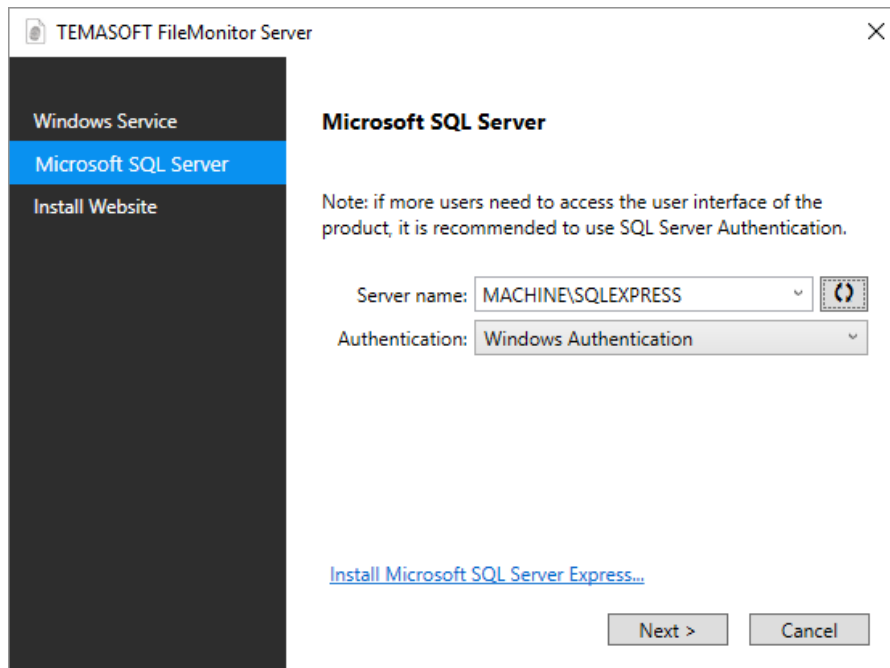 TEMASOFT FileMonitor Server
Windows Service
Microsoft SQL Server
Install Website
Microsoft SQL Server
Note: if more users need to access the user interface of the
product, it is recommended to use SQL Server Authentication.
Server name: MACHINE\SQLEXPRESS
Authentication: Windows Authentication
Install Microsoft SQL Server Express...
Next > Cancel